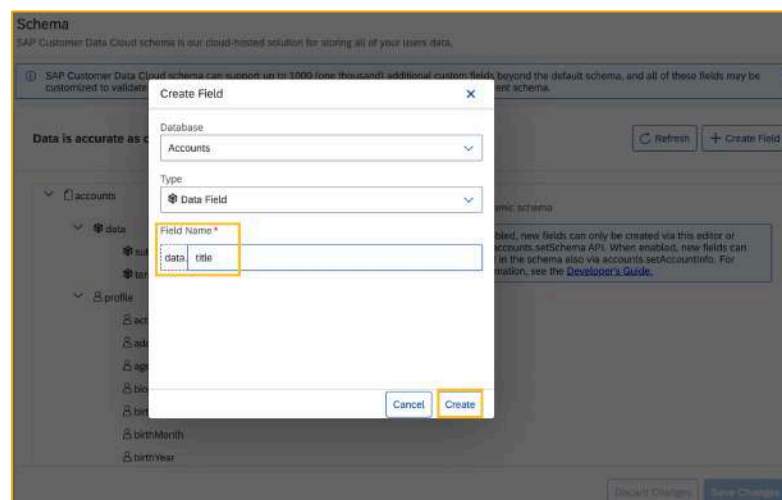 Schema
SAP Customer Data Cloud schema is our cloud-hosted solution for storing all of your users data.
SAP Customer Data Cloud schema can support up to 1000 (one thousand) additional custom fields beyond the default schema, and all of these fields may be
customized to validate
ent schema.
Create Field
Database
Accounts
Data is accurate as
Refresh
+ Create Field
Type
Data Field
accounts
data
Field Name *
data. title
bled, new fields can only be created via this editor or
accounts.setSchema API. When enabled, new fields can
in the schema also via accounts.setAccountInfo. For
mation, see the Developer's Guide.
profile
Cancel
Create
birthMonth
birthYear
Discard Changes
Save Changes